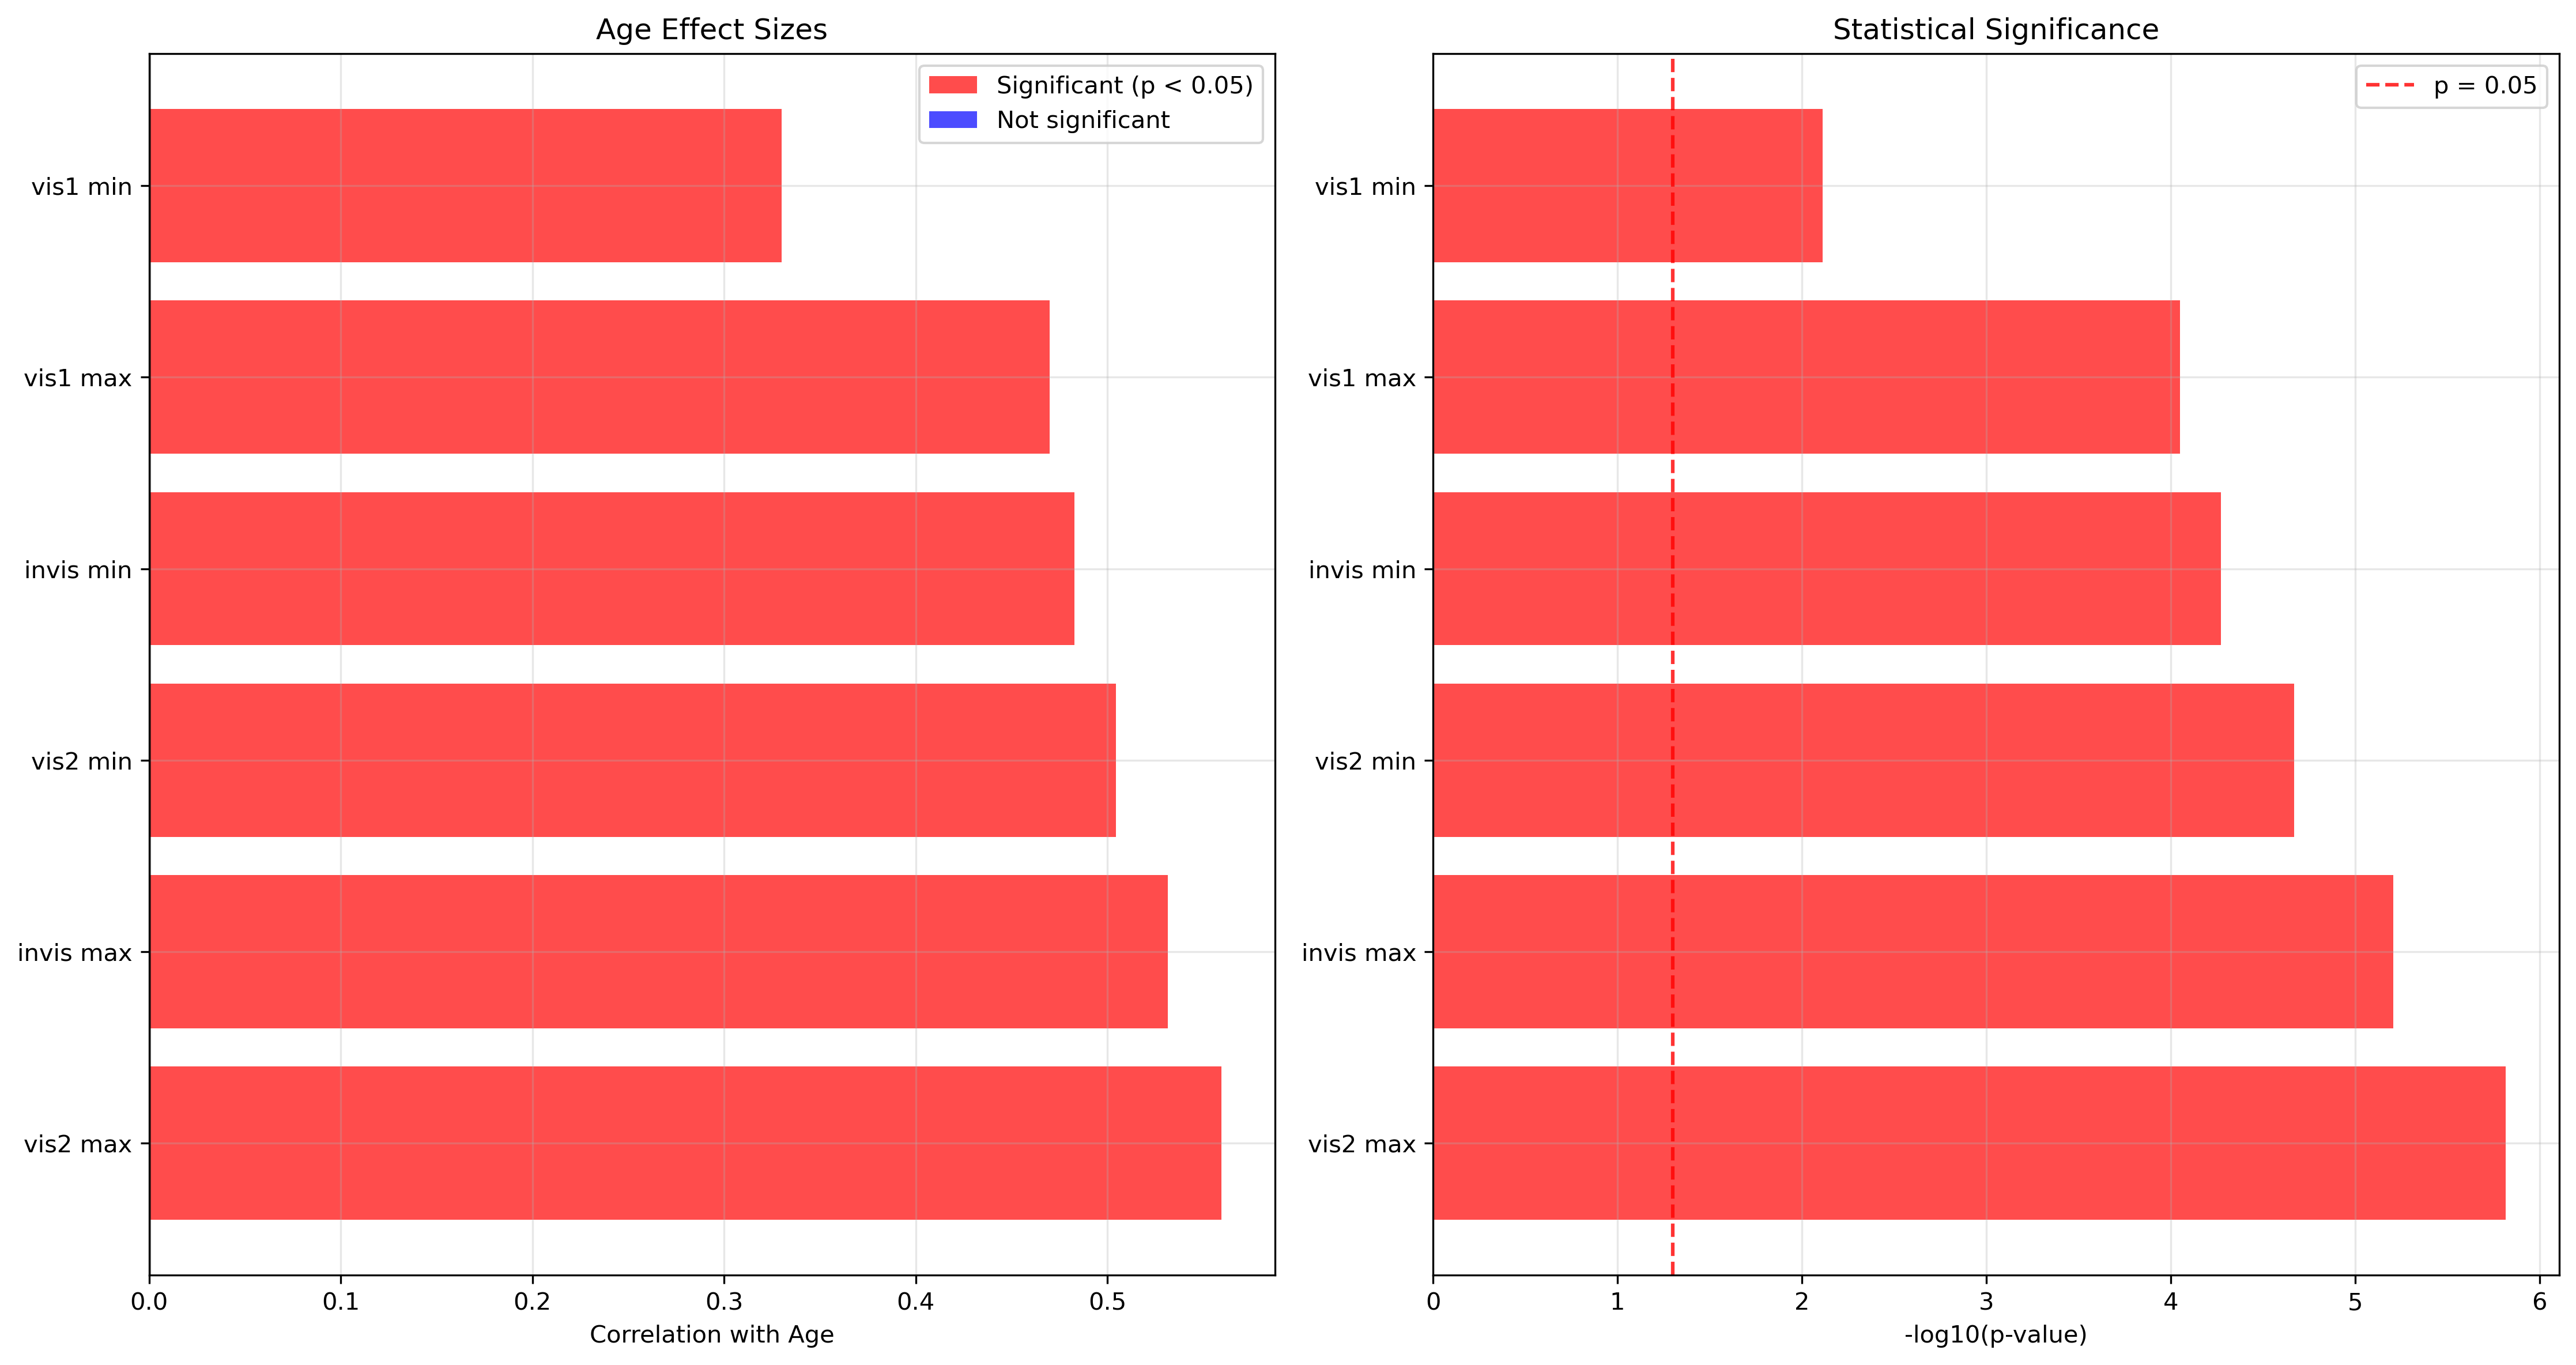 Age Effect Sizes
Significant (p < 0.05)
Not significant
vis1 min
vis1 max
invis min
vis2 min
invis max
vis2 max
0.0 0.1 0.2 0.3 0.4 0.5
Correlation with Age
Statistical Significance
p = 0.05
vis1 min
vis1 max
invis min
vis2 min
invis max
vis2 max
0 1 2 3 4 5 6
-log10(p-value)